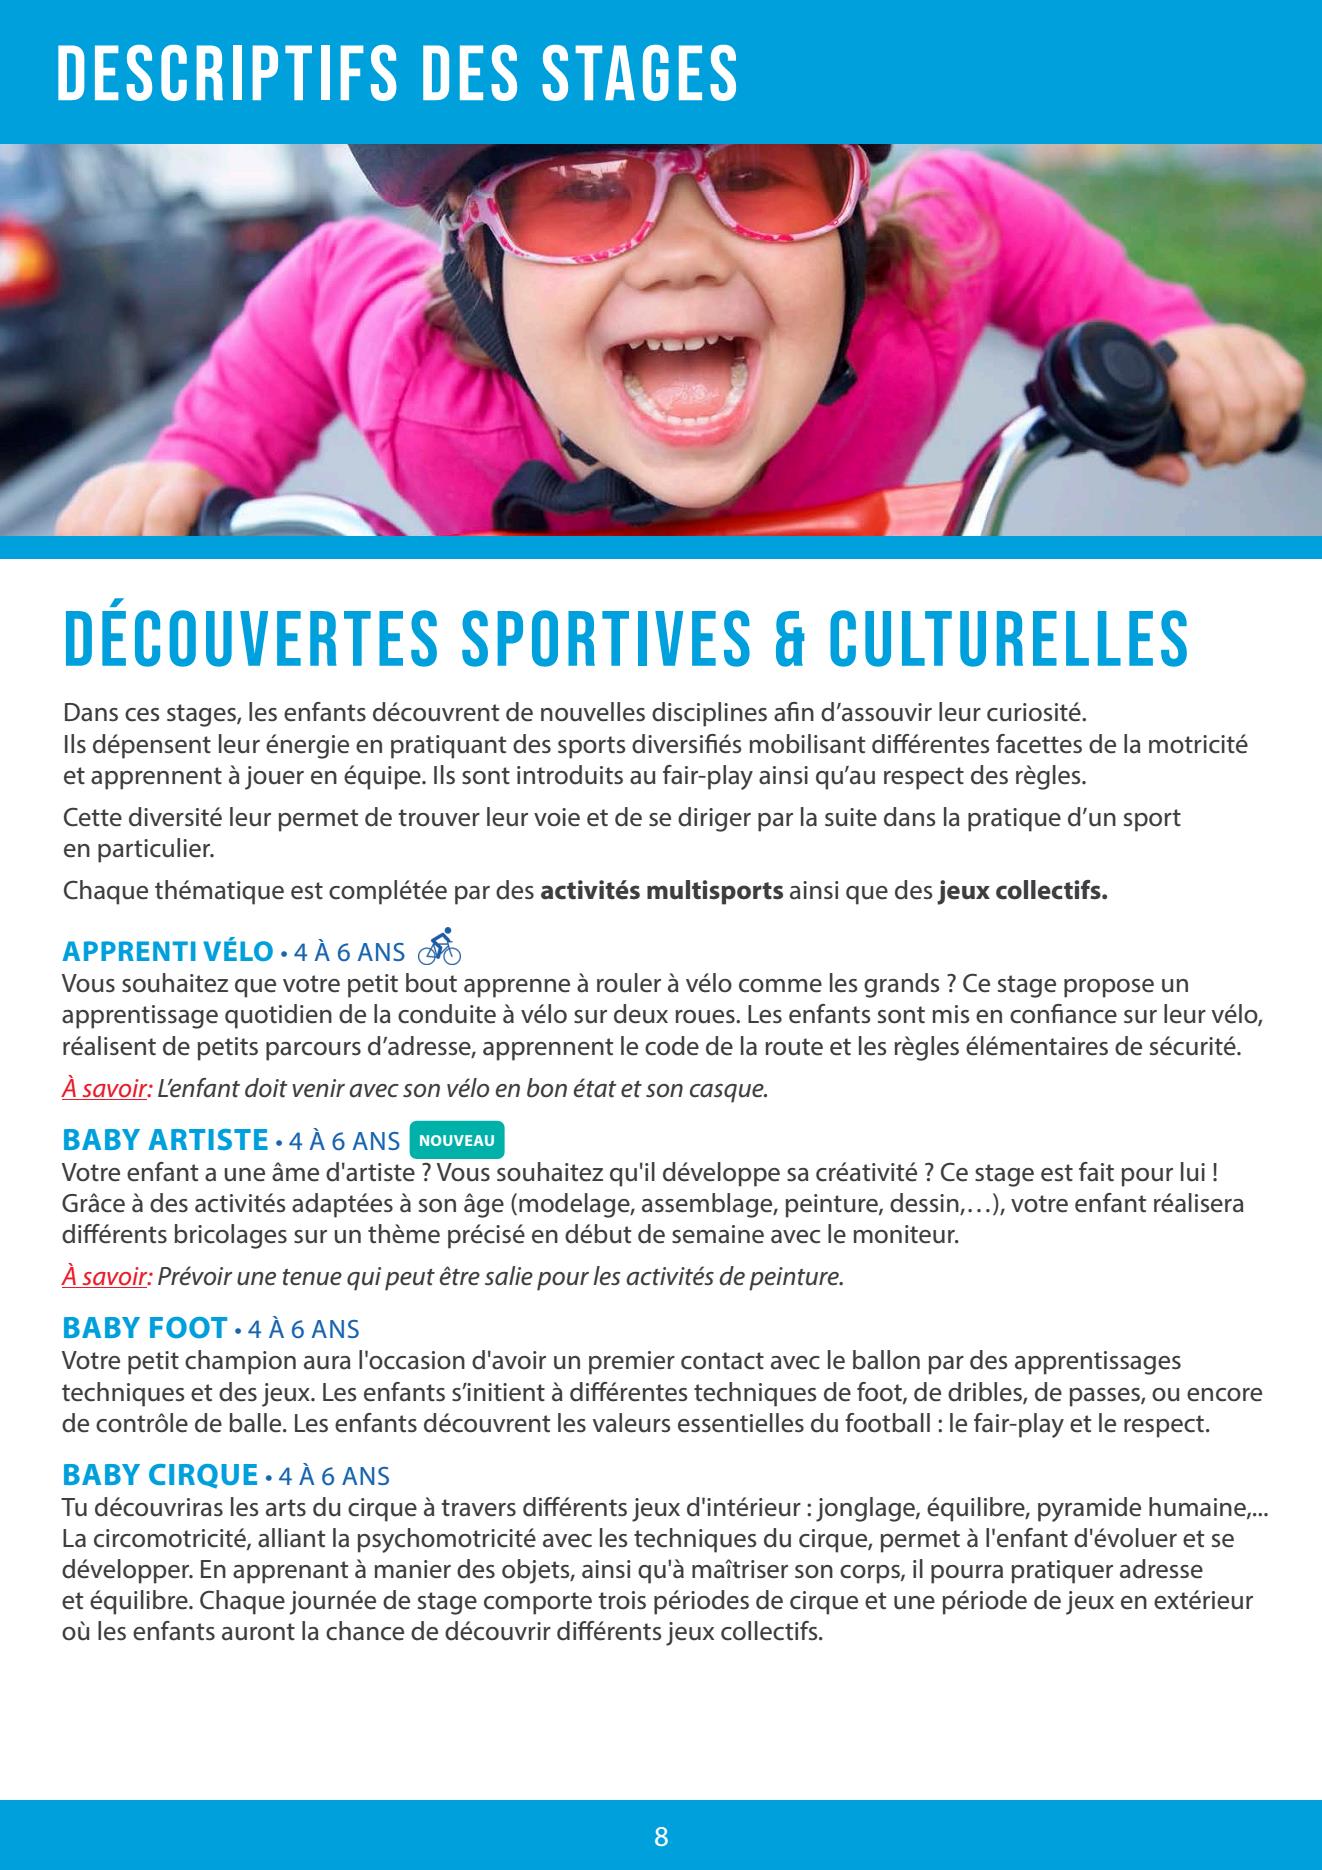 DESCRIPTIFS DES STAGES
DÉCOUVERTES SPORTIVES & CULTURELLES
Dans ces stages, les enfants découvrent de nouvelles disciplines afin d’assouvir leur curiosité.
Ils dépensent leur énergie en pratiquant des sports diversifiés mobilisant différentes facettes de la motricité
et apprennent à jouer en équipe. Ils sont introduits au fair-play ainsi qu’au respect des règles.
Cette diversité leur permet de trouver leur voie et de se diriger par la suite dans la pratique d’un sport
en particulier.
Chaque thématique est complétée par des activités multisports ainsi que des jeux collectifs.
APPRENTI VÉLO • 4 À 6 ANS
Vous souhaitez que votre petit bout apprenne à rouler à vélo comme les grands ? Ce stage propose un
apprentissage quotidien de la conduite à vélo sur deux roues. Les enfants sont mis en confiance sur leur vélo,
réalisent de petits parcours d’adresse, apprennent le code de la route et les règles élémentaires de sécurité.
À savoir: L’enfant doit venir avec son vélo en bon état et son casque.
BABY ARTISTE • 4 À 6 ANS NOUVEAU
Votre enfant a une âme d'artiste ? Vous souhaitez qu'il développe sa créativité ? Ce stage est fait pour lui !
Grâce à des activités adaptées à son âge (modelage, assemblage, peinture, dessin,…), votre enfant réalisera
différents bricolages sur un thème précisé en début de semaine avec le moniteur.
À savoir: Prévoir une tenue qui peut être salie pour les activités de peinture.
BABY FOOT • 4 À 6 ANS
Votre petit champion aura l'occasion d'avoir un premier contact avec le ballon par des apprentissages
techniques et des jeux. Les enfants s’initient à différentes techniques de foot, de dribles, de passes, ou encore
de contrôle de balle. Les enfants découvrent les valeurs essentielles du football : le fair-play et le respect.
BABY CIRQUE • 4 À 6 ANS
Tu découvriras les arts du cirque à travers différents jeux d'intérieur : jonglage, équilibre, pyramide humaine,...
La circomotricité, alliant la psychomotricité avec les techniques du cirque, permet à l'enfant d'évoluer et se
développer. En apprenant à manier des objets, ainsi qu'à maîtriser son corps, il pourra pratiquer adresse
et équilibre. Chaque journée de stage comporte trois périodes de cirque et une période de jeux en extérieur
où les enfants auront la chance de découvrir différents jeux collectifs.
8